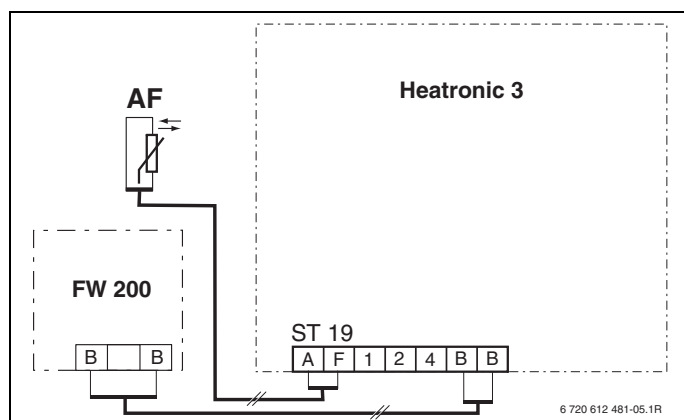 Heatronic 3
AF
FW 200
B B
ST 19
A F 1 2 4 B B
6 720 612 481-05.1R